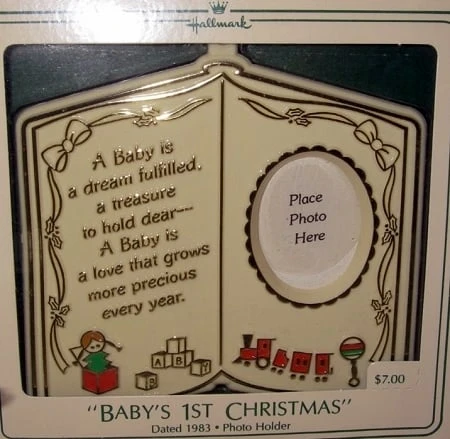 Hallmark
A Baby is
a dream fulfilled,
a treasure
to hold dear---
A Baby is
a love that grows
more precious
every year.
Place
Photo
Here
A
B
A
B
$7.00
"BABY'S 1ST CHRISTMAS"
Dated 1983 • Photo Holder